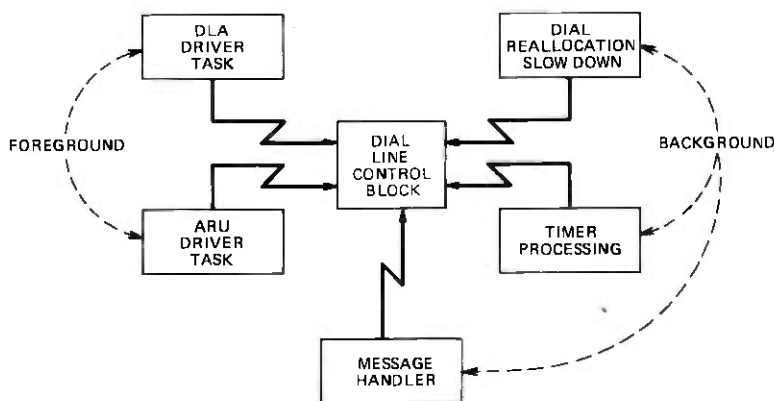 DLA
DRIVER
TASK
DIAL
REALLOCATION
SLOW DOWN
FOREGROUND
DIAL
LINE
CONTROL
BLOCK
BACKGROUND
ARU
DRIVER
TASK
TIMER
PROCESSING
MESSAGE
HANDLER